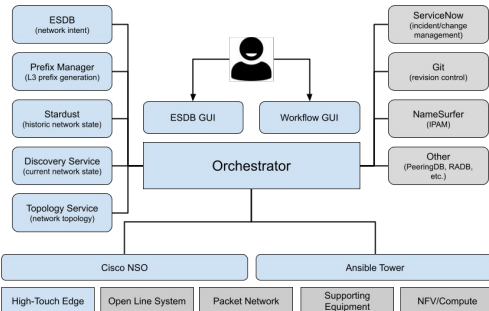 ESDB
(network intent)
Prefix Manager
(L3 prefix generation)
Stardust
(historic network state)
Discovery Service
(current network state)
Topology Service
(network topology)
ESDB GUI
Workflow GUI
Orchestrator
ServiceNow
(incident/change
management)
Git
(revision control)
NameSurfer
(IPAM)
Other
(PeeringDB, RADB,
etc.)
Cisco NSO
Ansible Tower
High-Touch Edge
Open Line System
Packet Network
Supporting
Equipment
NFV/Compute